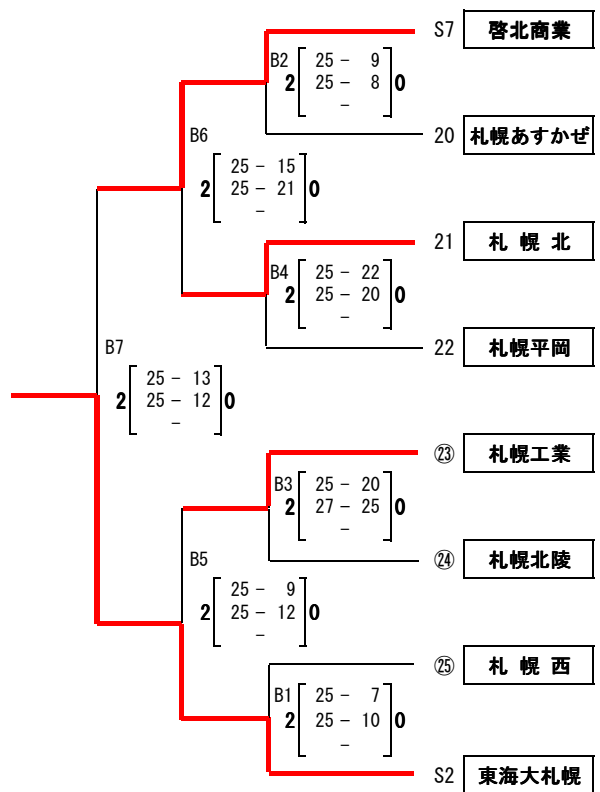 S7 啓北商業
B2
25 - 9
2 25 - 8 0
-
20 札幌あすかぜ
B6
25 - 15
2 25 - 21 0
-
21 札幌北
B4
25 - 22
2 25 - 20 0
-
22 札幌平岡
B7
25 - 13
2 25 - 12 0
-
㉓ 札幌工業
B3
25 - 20
2 27 - 25 0
-
㉔ 札幌北陵
B5
25 - 9
2 25 - 12 0
-
㉕ 札幌西
B1
25 - 7
2 25 - 10 0
-
S2 東海大札幌